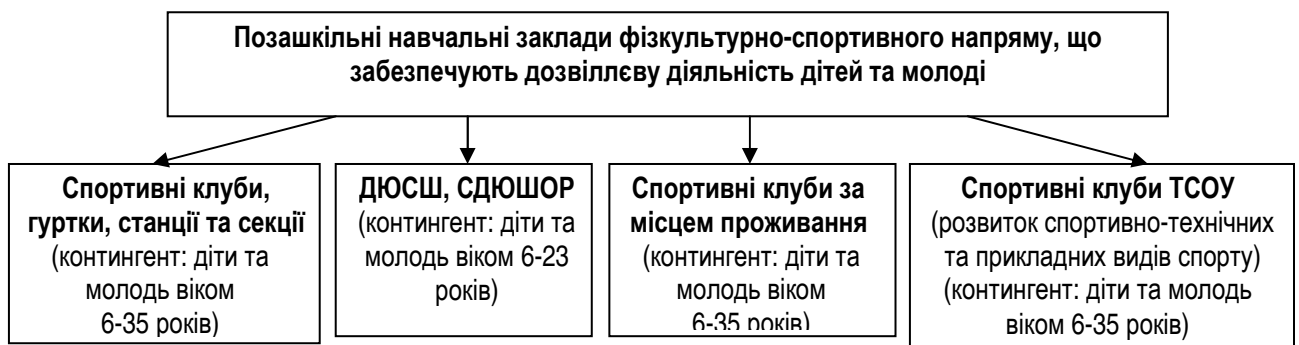 Позашкільні навчальні заклади фізкультурно-спортивного напряму, що
забезпечують дозвіллєву діяльність дітей та молоді
Спортивні клуби,
гуртки, станції та секції
(контингент: діти та
молодь віком
6-35 років)
ДЮСШ, СДЮШОР
(контингент: діти та
молодь віком 6-23
років)
Спортивні клуби за
місцем проживання
(контингент: діти та
молодь віком
6-35 років)
Спортивні клуби ТСОУ
(розвиток спортивно-технічних
та прикладних видів спорту)
(контингент: діти та молодь
віком 6-35 років)